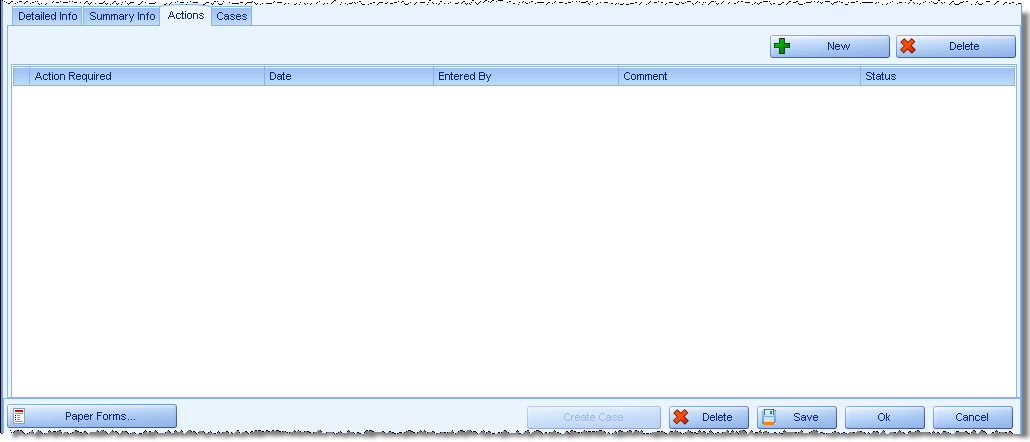 Detailed Info Summary Info Actions Cases
New Delete
Action Required Date Entered By Comment Status
Paper Forms... Create Case Delete Save Ok Cancel